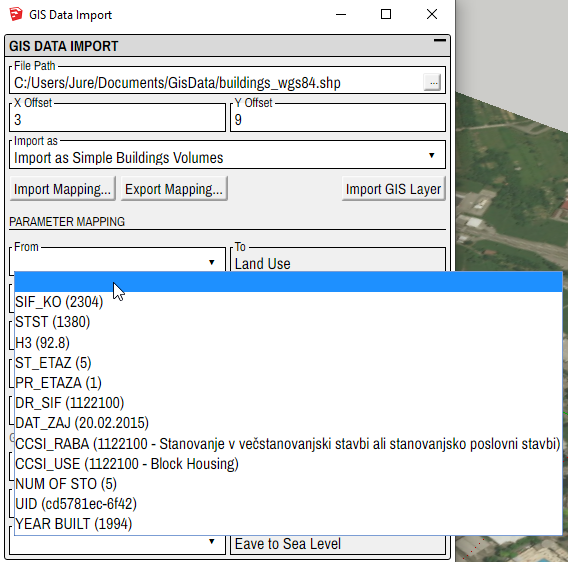 GIS Data Import
GIS DATA IMPORT
File Path
C:/Users/Jure/Documents/GisData/buildings_wgs84.shp
...
X Offset
Y Offset
3
9
Import as
Import as Simple Buildings Volumes
Import Mapping...
Export Mapping...
Import GIS Layer
PARAMETER MAPPING
From
To
Land Use
SIF_KO (2304)
STST (1380)
H3 (92.8)
ST_ETAZ (5)
PR_ETAZA (1)
DR_SIF (1122100)
DAT_ZAJ (20.02.2015)
CCSI_RABA (1122100 - Stanovanje v večstanovanjski stavbi ali stanovanjsko poslovni stavbi)
CCSI_USE (1122100 - Block Housing)
NUM OF STO (5)
UID (cd5781ec-6f42)
YEAR BUILT (1994)
Eave to Sea Level